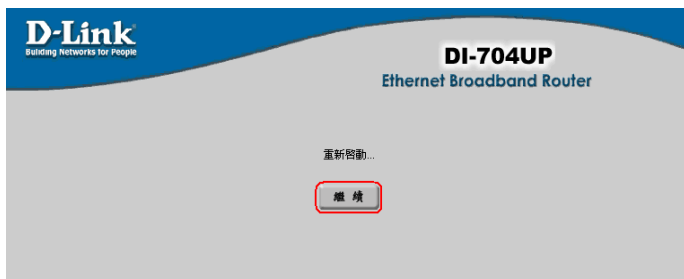 D-Link
Building Networks for People
DI-704UP
Ethernet Broadband Router
重新啓動...
繼 續